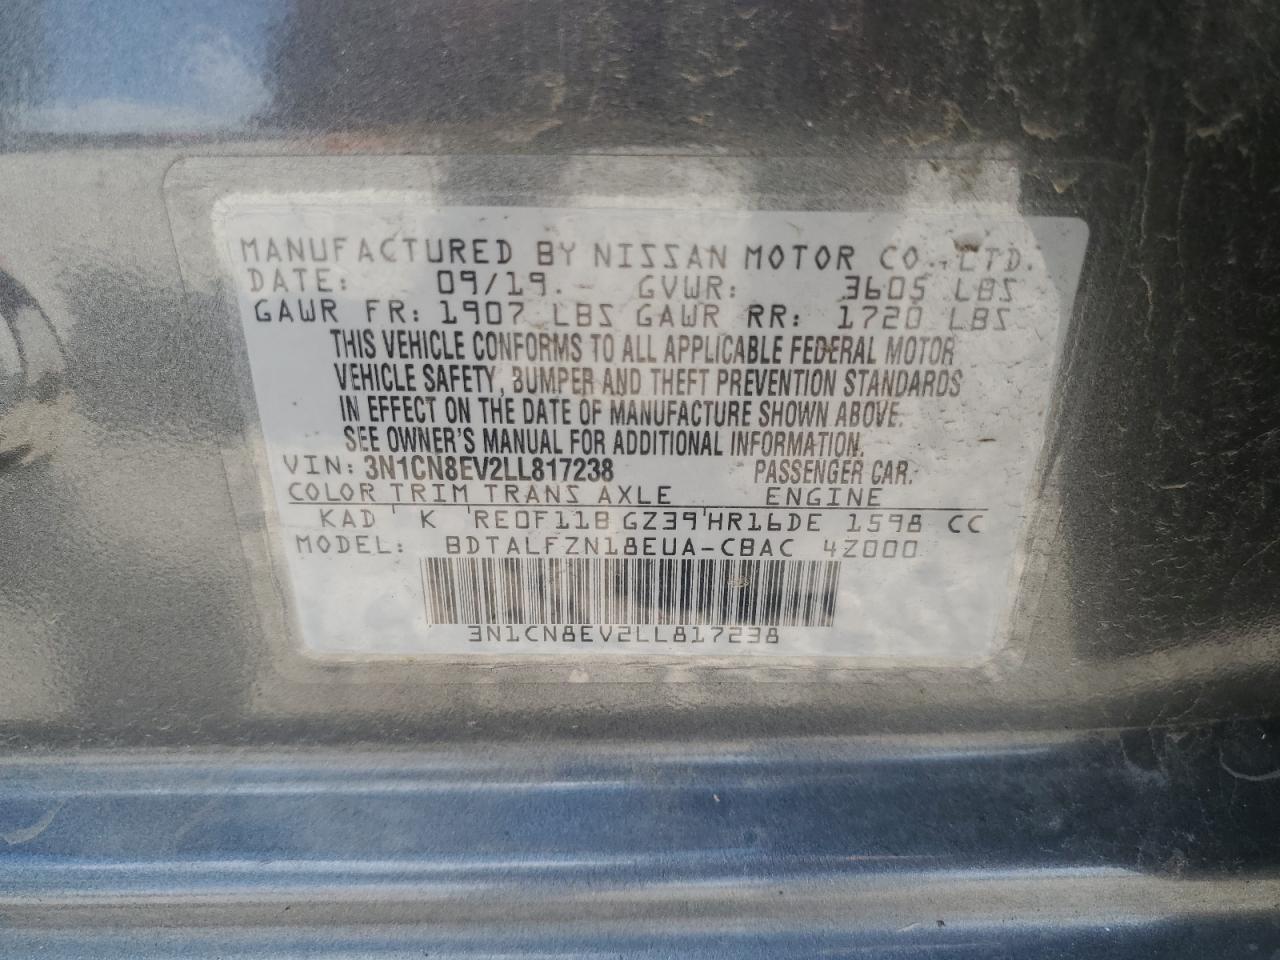 MANUFACTURED BY NISSAN MOTOR CO.,LTD.
DATE: 09/19. GVWR: 3605 LBS
GAWR FR: 1907 LBS GAWR RR: 1720 LBS
THIS VEHICLE CONFORMS TO ALL APPLICABLE FEDERAL MOTOR
VEHICLE SAFETY, BUMPER AND THEFT PREVENTION STANDARDS
IN EFFECT ON THE DATE OF MANUFACTURE SHOWN ABOVE.
SEE OWNER'S MANUAL FOR ADDITIONAL INFORMATION.
VIN: 3N1CN8EV2LL817238 PASSENGER CAR.
COLOR TRIM TRANS AXLE ENGINE
KAD K RE0F11B GZ39 HR16DE 1598 CC
MODEL: BDTALFZN18EUA-CBAC 4Z000
3N1CN8EV2LL817238